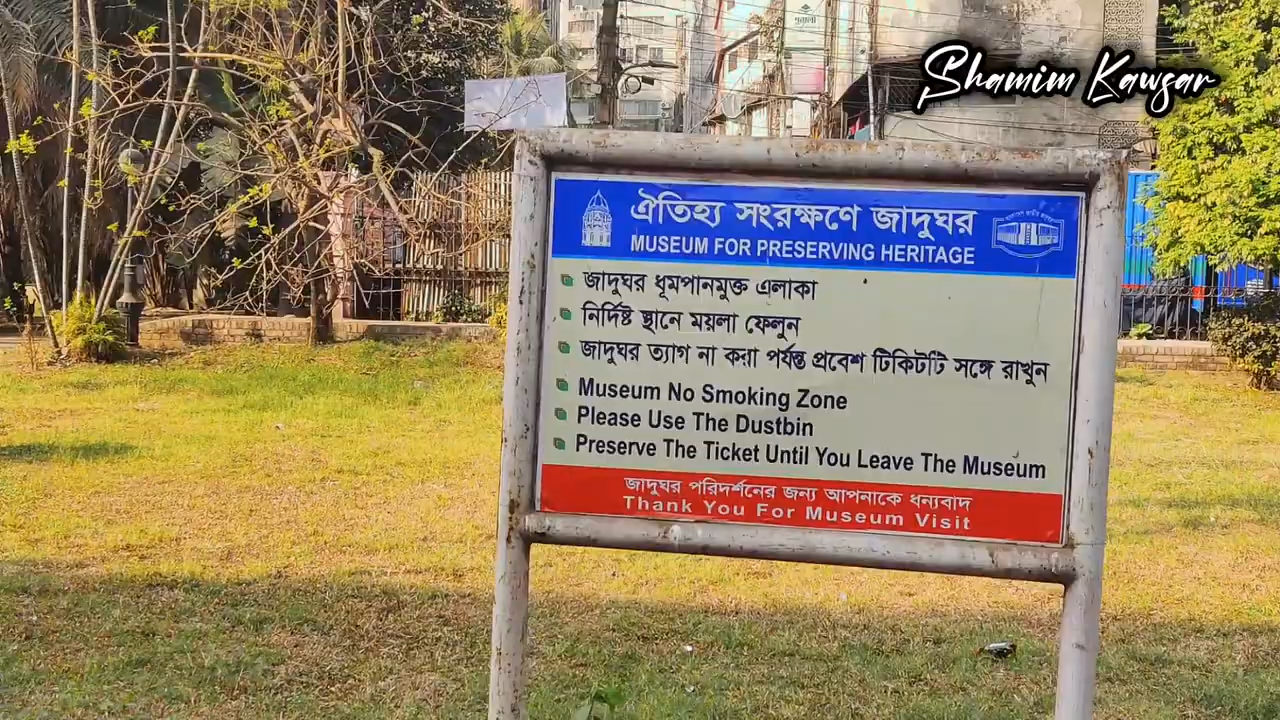 Shamim Kawsar
ঐতিহ্য সংরক্ষণে জাদুঘর
MUSEUM FOR PRESERVING HERITAGE
জাদুঘর ধূমপানমুক্ত এলাকা
নির্দিষ্ট স্থানে ময়লা ফেলুন
জাদুঘর ত্যাগ না করা পর্যন্ত প্রবেশ টিকিটটি সঙ্গে রাখুন
Museum No Smoking Zone
Please Use The Dustbin
Preserve The Ticket Until You Leave The Museum
জাদুঘর পরিদর্শনের জন্য আপনাকে ধন্যবাদ
Thank You For Museum Visit